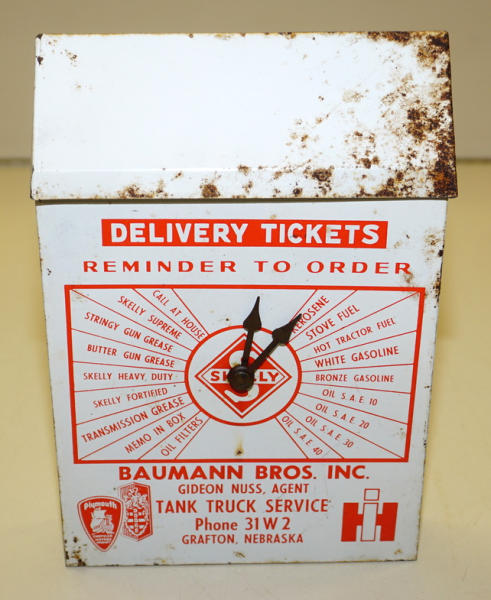 DELIVERY TICKETS
REMINDER TO ORDER
CALL AT HOUSE
SKELLY SUPREME
STRINGY GUN GREASE
BUTTER GUN GREASE
SKELLY HEAVY DUTY
SKELLY FORTIFIED
TRANSMISSION GREASE
MEMO IN BOX
OIL FILTERS
KEROSENE
STOVE FUEL
HOT TRACTOR FUEL
WHITE GASOLINE
BRONZE GASOLINE
OIL S.A.E. 10
OIL S.A.E. 20
OIL S.A.E. 30
OIL S.A.E. 40
SKELLY
BAUMANN BROS. INC.
GIDEON NUSS, AGENT
TANK TRUCK SERVICE
Phone 31 W 2
GRAFTON, NEBRASKA
Plymouth
IH